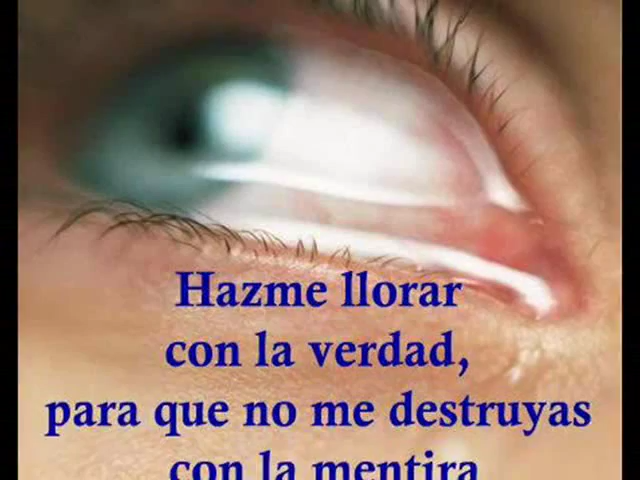 Hazme llorar
con la verdad,
para que no me destruyas
con la mentira